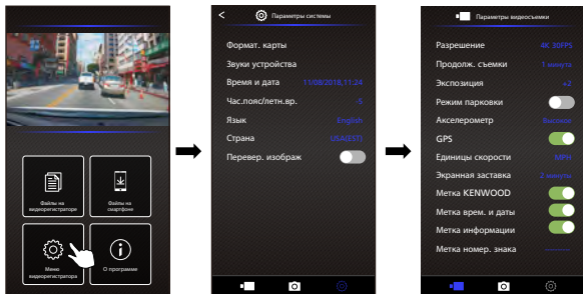 Файлы на
видеорегистраторе
Файлы на
смартфоне
Меню
видеорегистратора
О программе
< Параметры системы
Формат. карты
Звуки устройства
Время и дата 11/08/2018,11:24
Час.пояс/летн.вр. -5
Язык English
Страна USA(EST)
Перевер. изображ
Параметры видеосъемки
Разрешение 4K 30FPS
Продолж. съемки 1 минута
Экспозиция +2
Режим парковки
Акселерометр Высокое
GPS
Единицы скорости MPH
Экранная заставка 2 минуты
Метка KENWOOD
Метка врем. и даты
Метка информации
Метка номер. знака